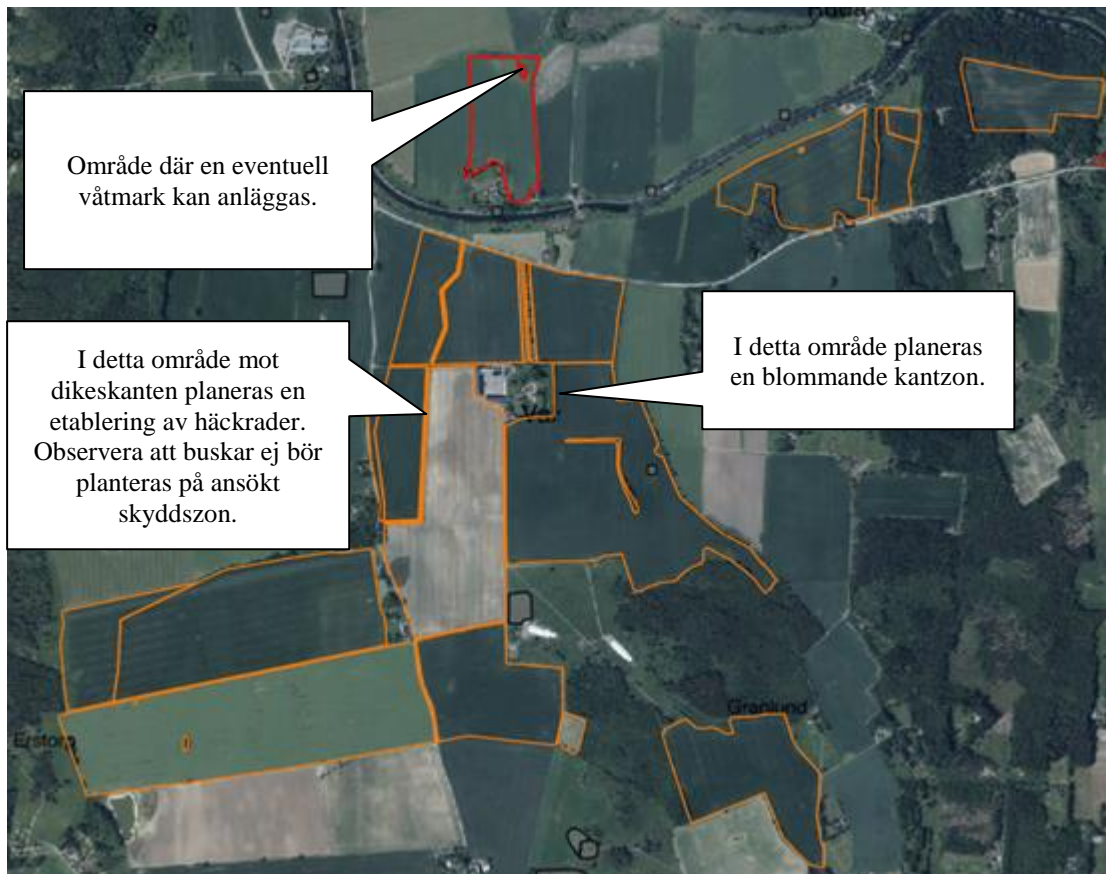 Område där en eventuell
våtmark kan anläggas.
I detta område mot
dikeskanten planeras en
etablering av häckrader.
Observera att buskar ej bör
planteras på ansökt
skyddszon.
I detta område planeras
en blommande kantzon.
Granlund
Erstorp